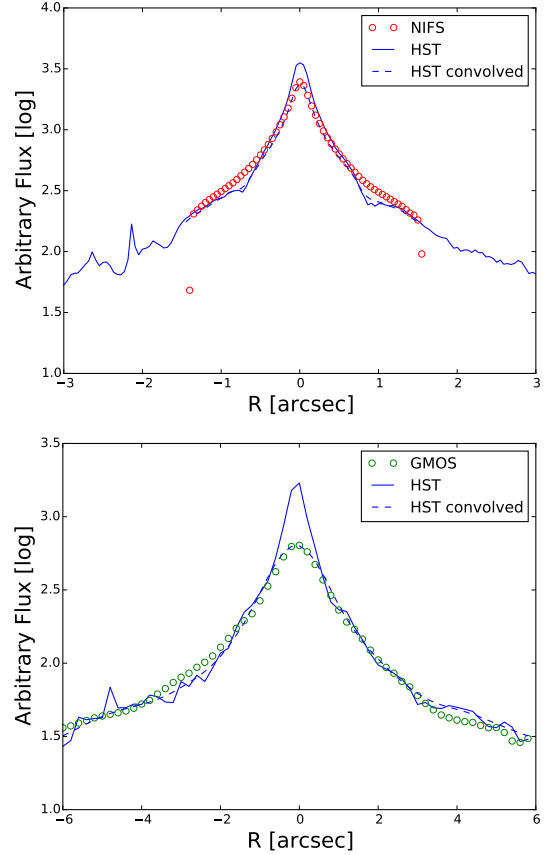 4.0
3.5
3.0
2.5
2.0
1.5
1.0
Arbitrary Flux [log]
NIFS
HST
HST convolved
−3 −2 −1 0 1 2 3
R [arcsec]
3.5
3.0
2.5
2.0
1.5
1.0
Arbitrary Flux [log]
GMOS
HST
HST convolved
−6 −4 −2 0 2 4 6
R [arcsec]